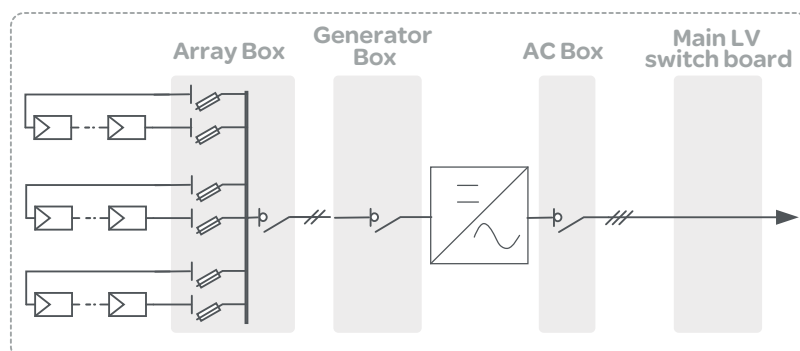 Array Box
Generator
Box
AC Box
Main LV
switch board